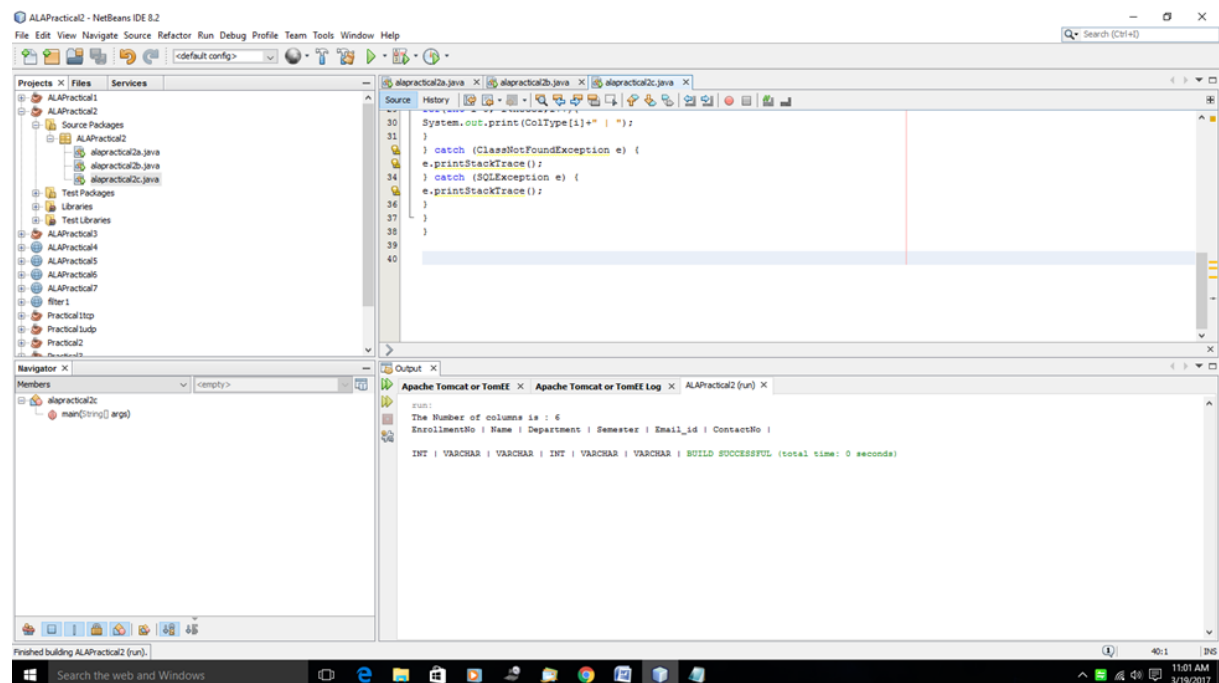 ALAPractical2 - NetBeans IDE 8.2
File Edit View Navigate Source Refactor Run Debug Profile Team Tools Window Help
Search (Ctrl+I)
<default config>
Projects Files Services
ALAPractical1
ALAPractical2
Source Packages
ALAPractical2
alapractical2a.java
alapractical2b.java
alapractical2c.java
Test Packages
Libraries
Test Libraries
ALAPractical3
ALAPractical4
ALAPractical5
ALAPractical6
ALAPractical7
filter1
Practical1tcp
Practical1udp
Practical2
alapractical2a.java alapractical2b.java alapractical2c.java
Source History
30 System.out.print(ColType[i]+" | ");
31 }
} catch (ClassNotFoundException e) {
e.printStackTrace();
34 } catch (SQLException e) {
e.printStackTrace();
36 }
37 }
38 }
39
40
Navigator
Members <empty>
alapractical2c
main(String[] args)
Output
Apache Tomcat or TomEE Apache Tomcat or TomEE Log ALAPractical2 (run)
run:
The Number of columns is : 6
EnrollmentNo | Name | Department | Semester | Email_id | ContactNo |
INT | VARCHAR | VARCHAR | INT | VARCHAR | VARCHAR | BUILD SUCCESSFUL (total time: 0 seconds)
Finished building ALAPractical2 (run).
1 40:1 INS
Search the web and Windows
11:01 AM
3/19/2017